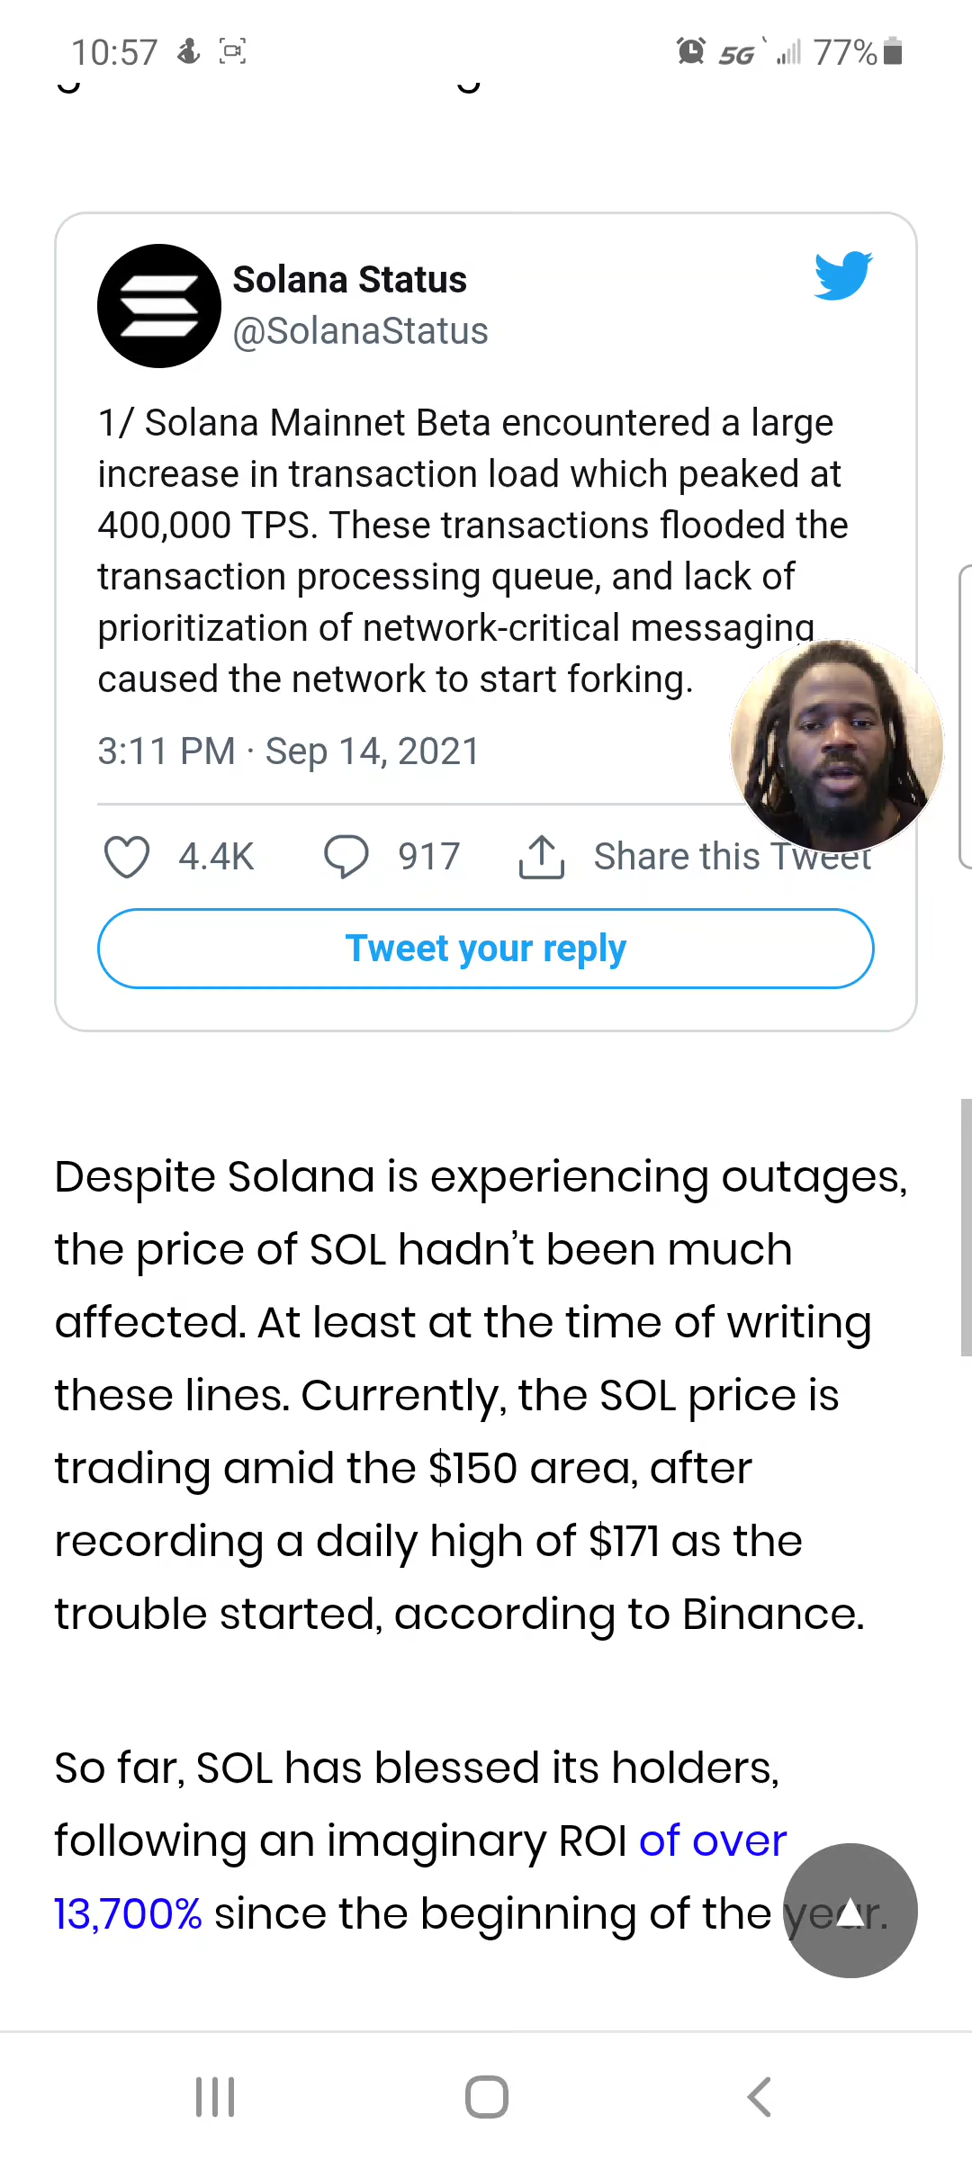 10:57
5G 77%
Solana Status
@SolanaStatus
1/ Solana Mainnet Beta encountered a large
increase in transaction load which peaked at
400,000 TPS. These transactions flooded the
transaction processing queue, and lack of
prioritization of network-critical messaging
caused the network to start forking.
3:11 PM · Sep 14, 2021
4.4K 917 Share this Tweet
Tweet your reply
Despite Solana is experiencing outages,
the price of SOL hadn't been much
affected. At least at the time of writing
these lines. Currently, the SOL price is
trading amid the $150 area, after
recording a daily high of $171 as the
trouble started, according to Binance.
So far, SOL has blessed its holders,
following an imaginary ROI of over
13,700% since the beginning of the year.